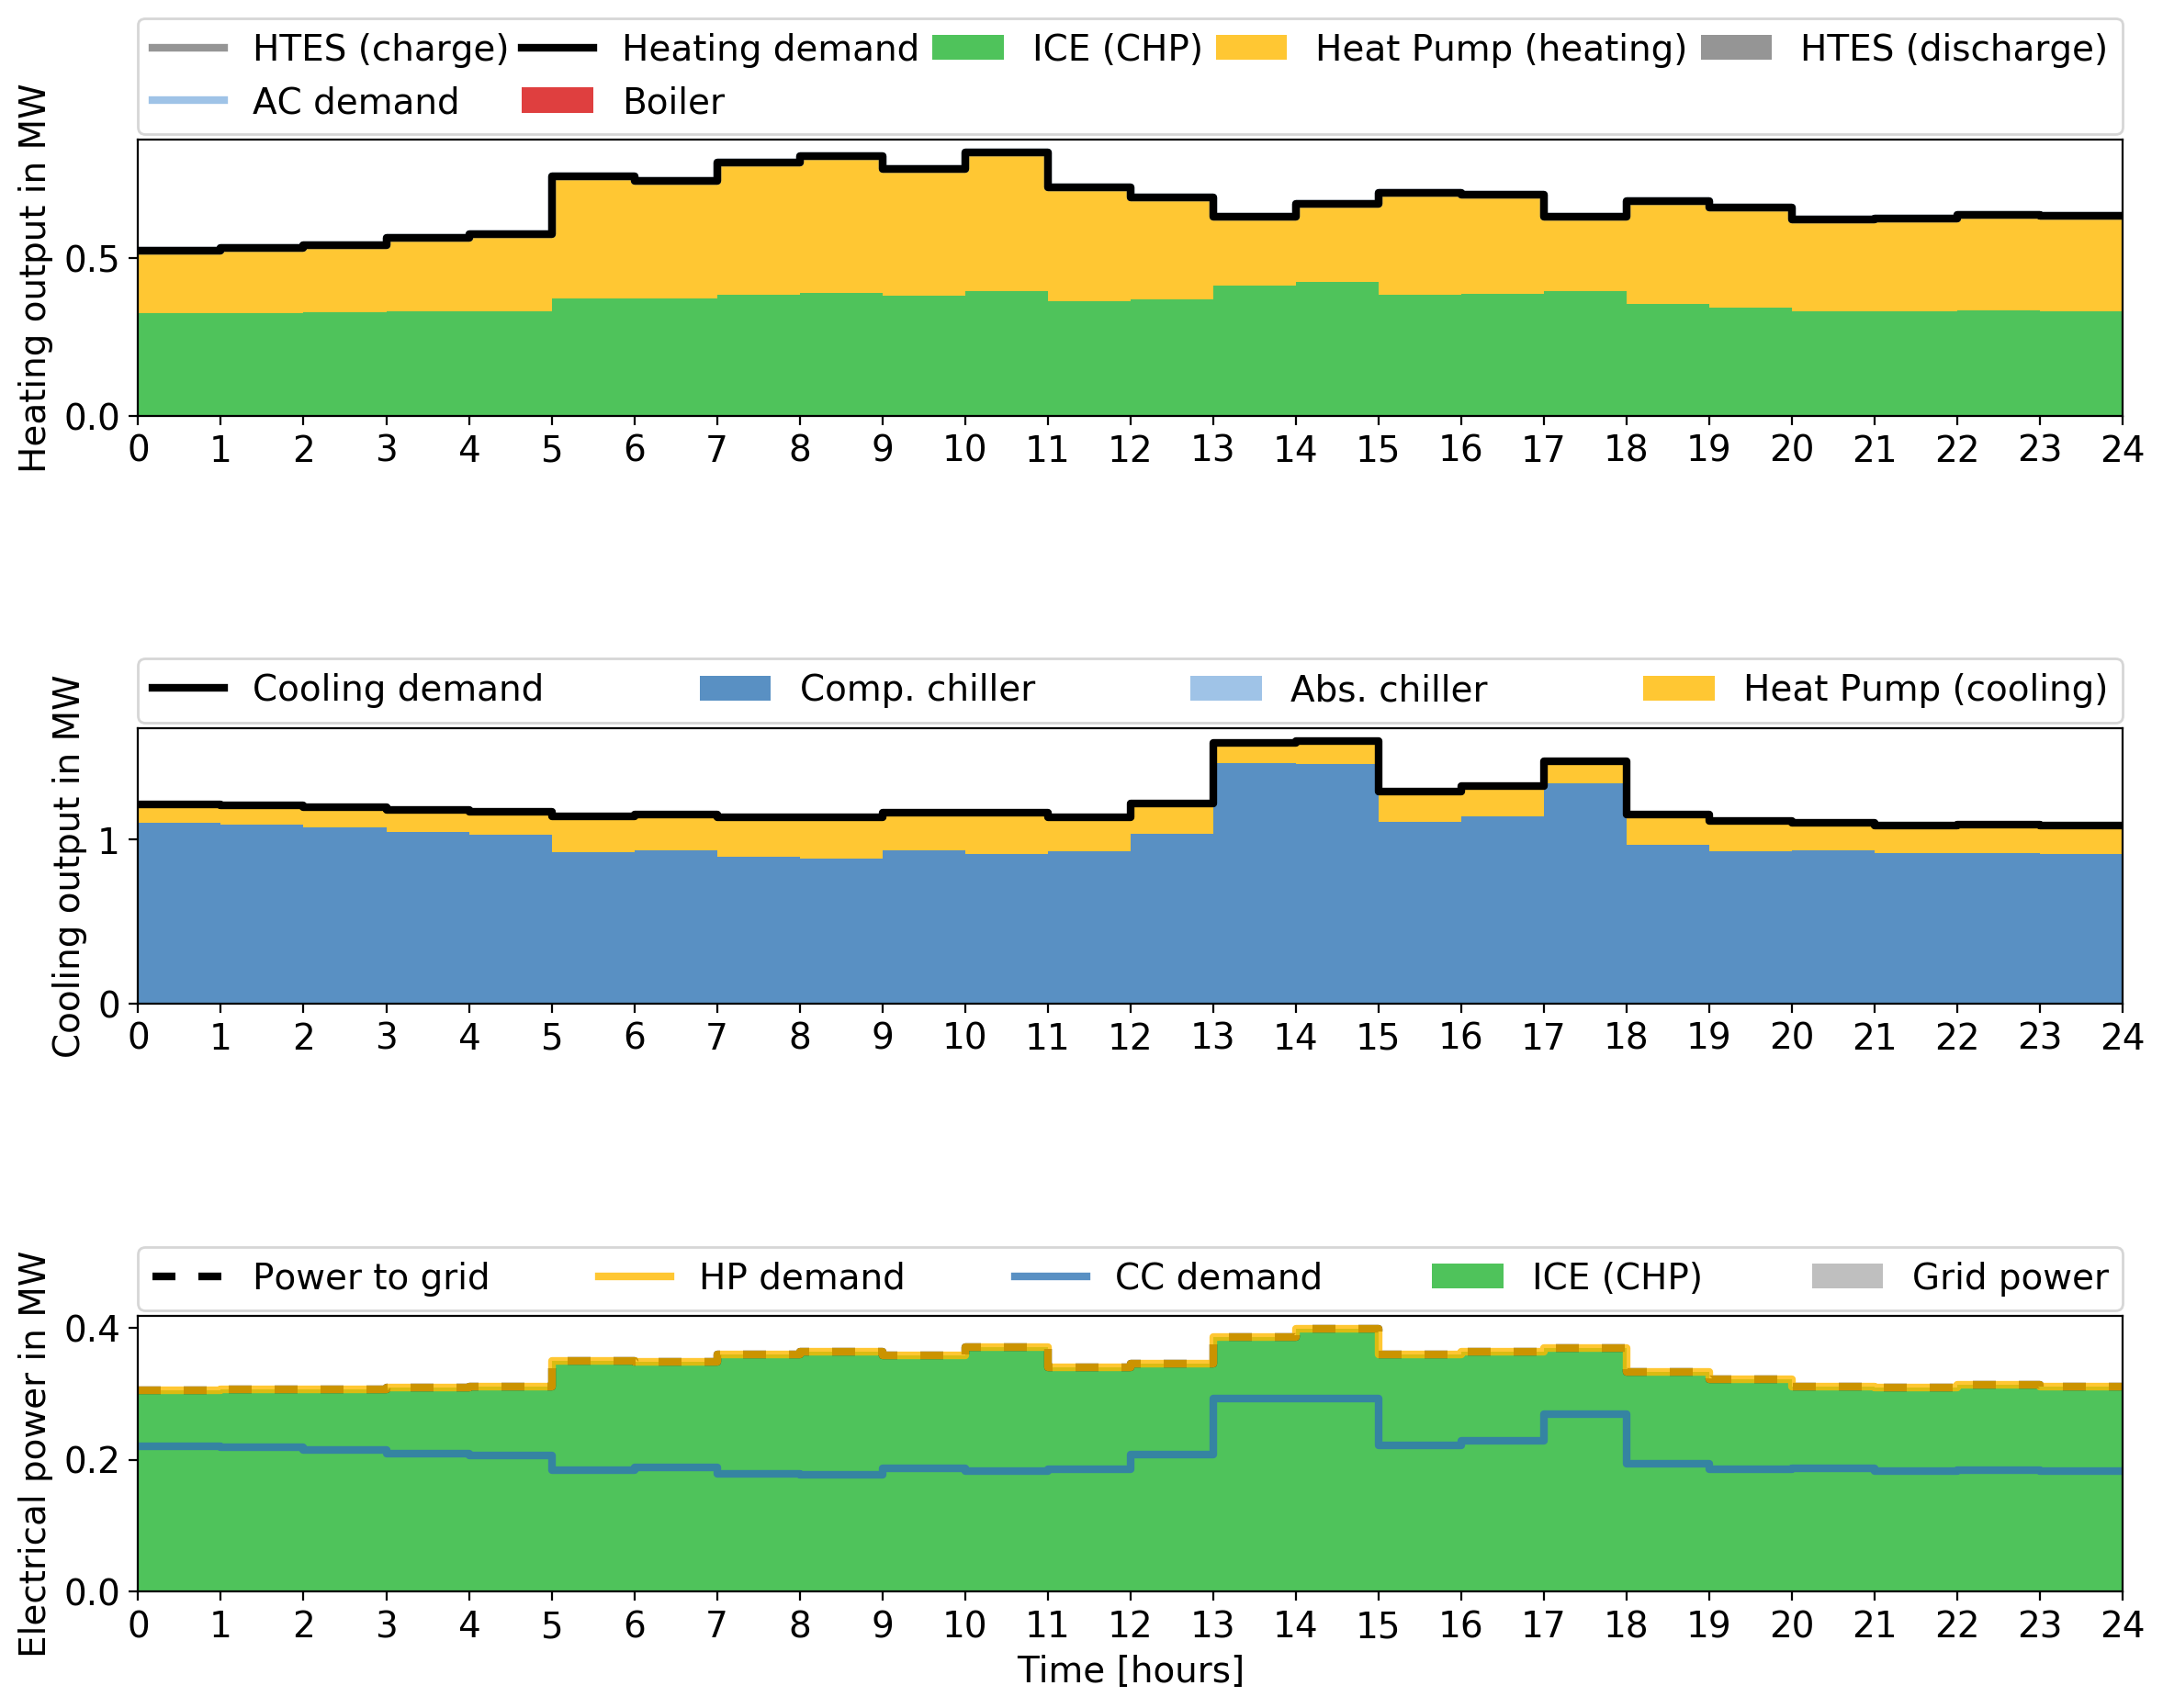 HTES (charge) Heating demand ICE (CHP) Heat Pump (heating) HTES (discharge)
AC demand Boiler
Heating output in MW
0.5
0.0
0 1 2 3 4 5 6 7 8 9 10 11 12 13 14 15 16 17 18 19 20 21 22 23 24
Cooling demand Comp. chiller Abs. chiller Heat Pump (cooling)
Cooling output in MW
1
0
0 1 2 3 4 5 6 7 8 9 10 11 12 13 14 15 16 17 18 19 20 21 22 23 24
Power to grid HP demand CC demand ICE (CHP) Grid power
Electrical power in MW
0.4
0.2
0.0
0 1 2 3 4 5 6 7 8 9 10 11 12 13 14 15 16 17 18 19 20 21 22 23 24
Time [hours]